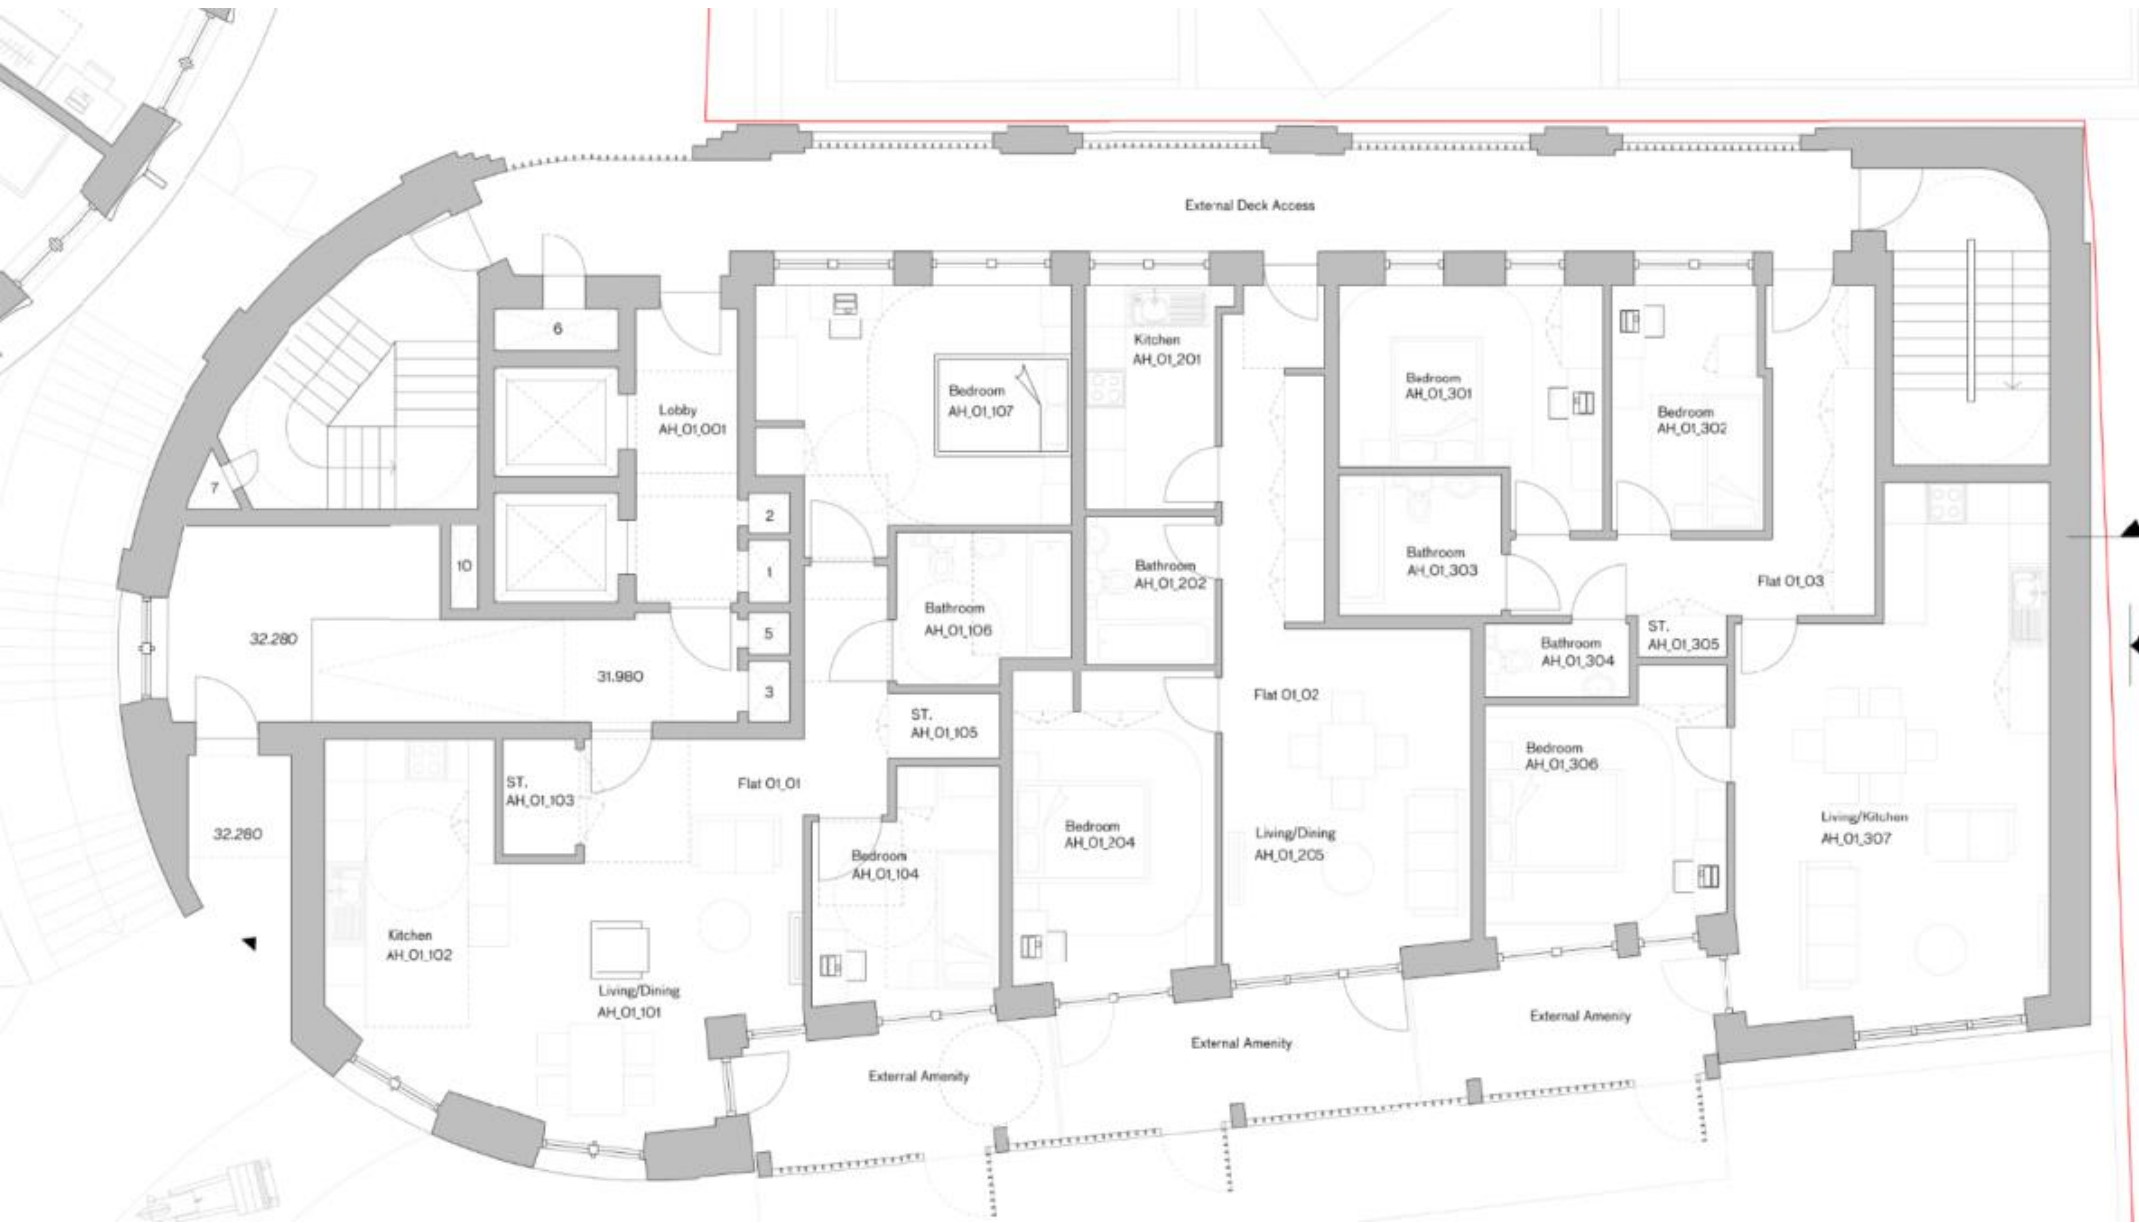 External Deck Access
6
Lobby
AH_01_001
Bedroom
AH_01_107
Kitchen
AH_01_201
Bedroom
AH_01_301
Bedroom
AH_01_302
7
2
10
1
Bathroom
AH_01_202
Bathroom
AH_01_303
Flat 01_03
Bathroom
AH_01_106
32.280
5
ST.
AH_01_305
Bathroom
AH_01_304
31.980
3
Flat 01_02
ST.
AH_01_105
Bedroom
AH_01_306
ST.
AH_01_103
Flat 01_01
32.280
Bedroom
AH_01_104
Bedroom
AH_01_204
Living/Dining
AH_01_205
Living/Kitchen
AH_01_307
Kitchen
AH_01_102
Living/Dining
AH_01_101
External Amenity
External Amenity
External Amenity